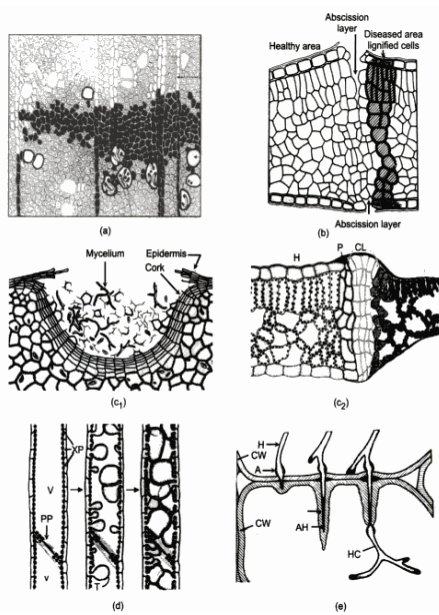 Abscission
layer
Diseased area
lignified cells
Healthy area
Abscission layer
(a)
(b)
Mycelium
Epidermis
Cork
H
P
CL
(c1)
(c2)
XP
V
PP
V
T
(d)
H
CW
A
CW
AH
HC
(e)